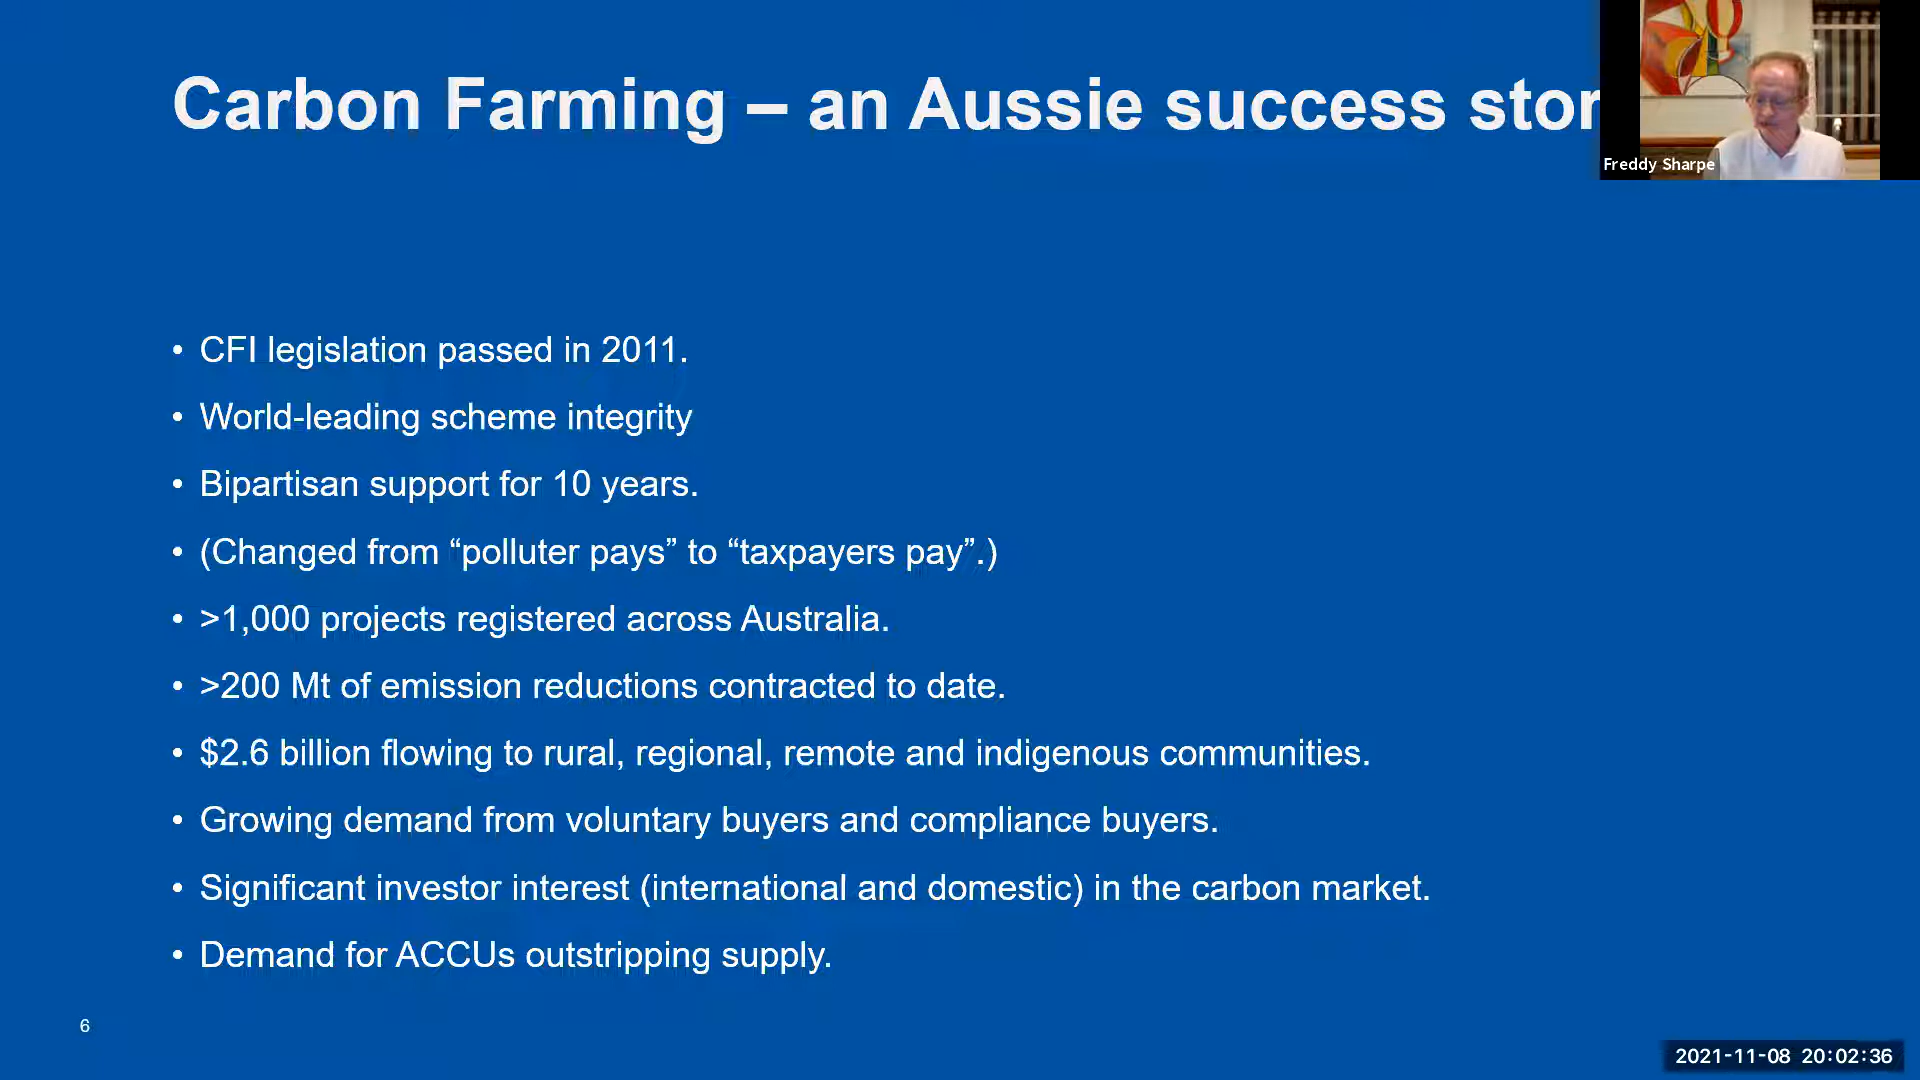 Carbon Farming – an Aussie success stor
Freddy Sharpe
• CFI legislation passed in 2011.
• World-leading scheme integrity
• Bipartisan support for 10 years.
• (Changed from “polluter pays” to “taxpayers pay”.)
• >1,000 projects registered across Australia.
• >200 Mt of emission reductions contracted to date.
• $2.6 billion flowing to rural, regional, remote and indigenous communities.
• Growing demand from voluntary buyers and compliance buyers.
• Significant investor interest (international and domestic) in the carbon market.
• Demand for ACCUs outstripping supply.
6
2021-11-08 20:02:36